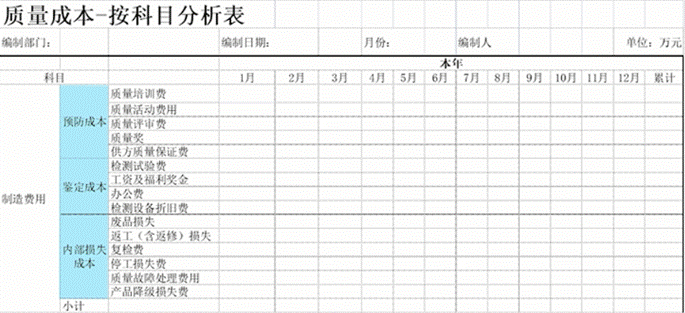 质量成本-按科目分析表
编制部门： 编制日期： 月份： 编制人 单位：万元
本年
科目 1月 2月 3月 4月 5月 6月 7月 8月 9月 10月 11月 12月 累计
制造费用
预防成本
质量培训费
质量活动费用
质量评审费
质量奖
供方质量保证费
鉴定成本
检测试验费
工资及福利奖金
办公费
检测设备折旧费
内部损失
成本
废品损失
返工（含返修）损失
复检费
停工损失费
质量故障处理费用
产品降级损失费
小计